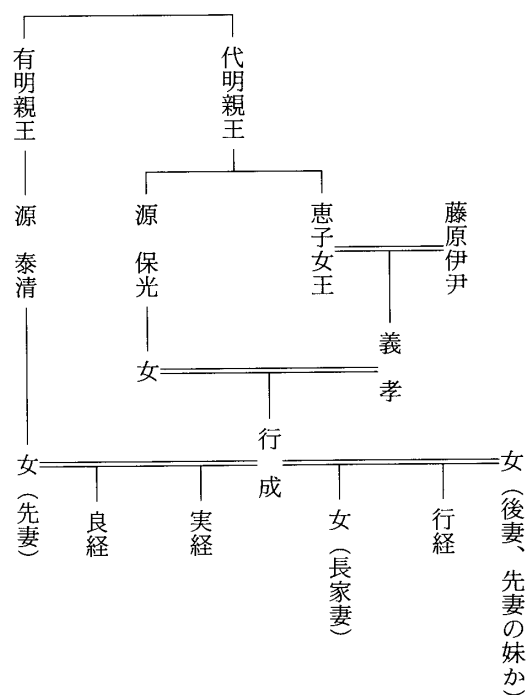 代明親王
有明親王
藤原伊尹
恵子女王
源 保光
源 泰清
義孝
女
行成
女（後妻、先妻の妹か）
行経
女（長家妻）
実経
良経
女（先妻）